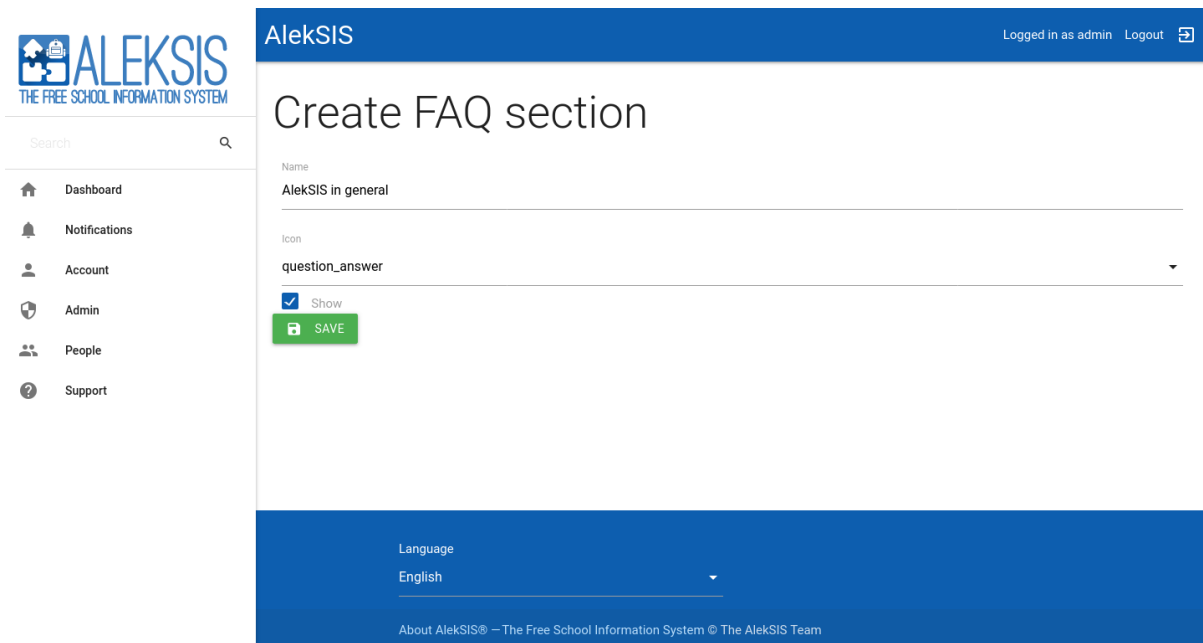 ALEKSIS
THE FREE SCHOOL INFORMATION SYSTEM
Search
Dashboard
Notifications
Account
Admin
People
Support
AlekSIS
Logged in as admin Logout
Create FAQ section
Name
AlekSIS in general
Icon
question_answer
Show
SAVE
Language
English
About AlekSIS® — The Free School Information System © The AlekSIS Team